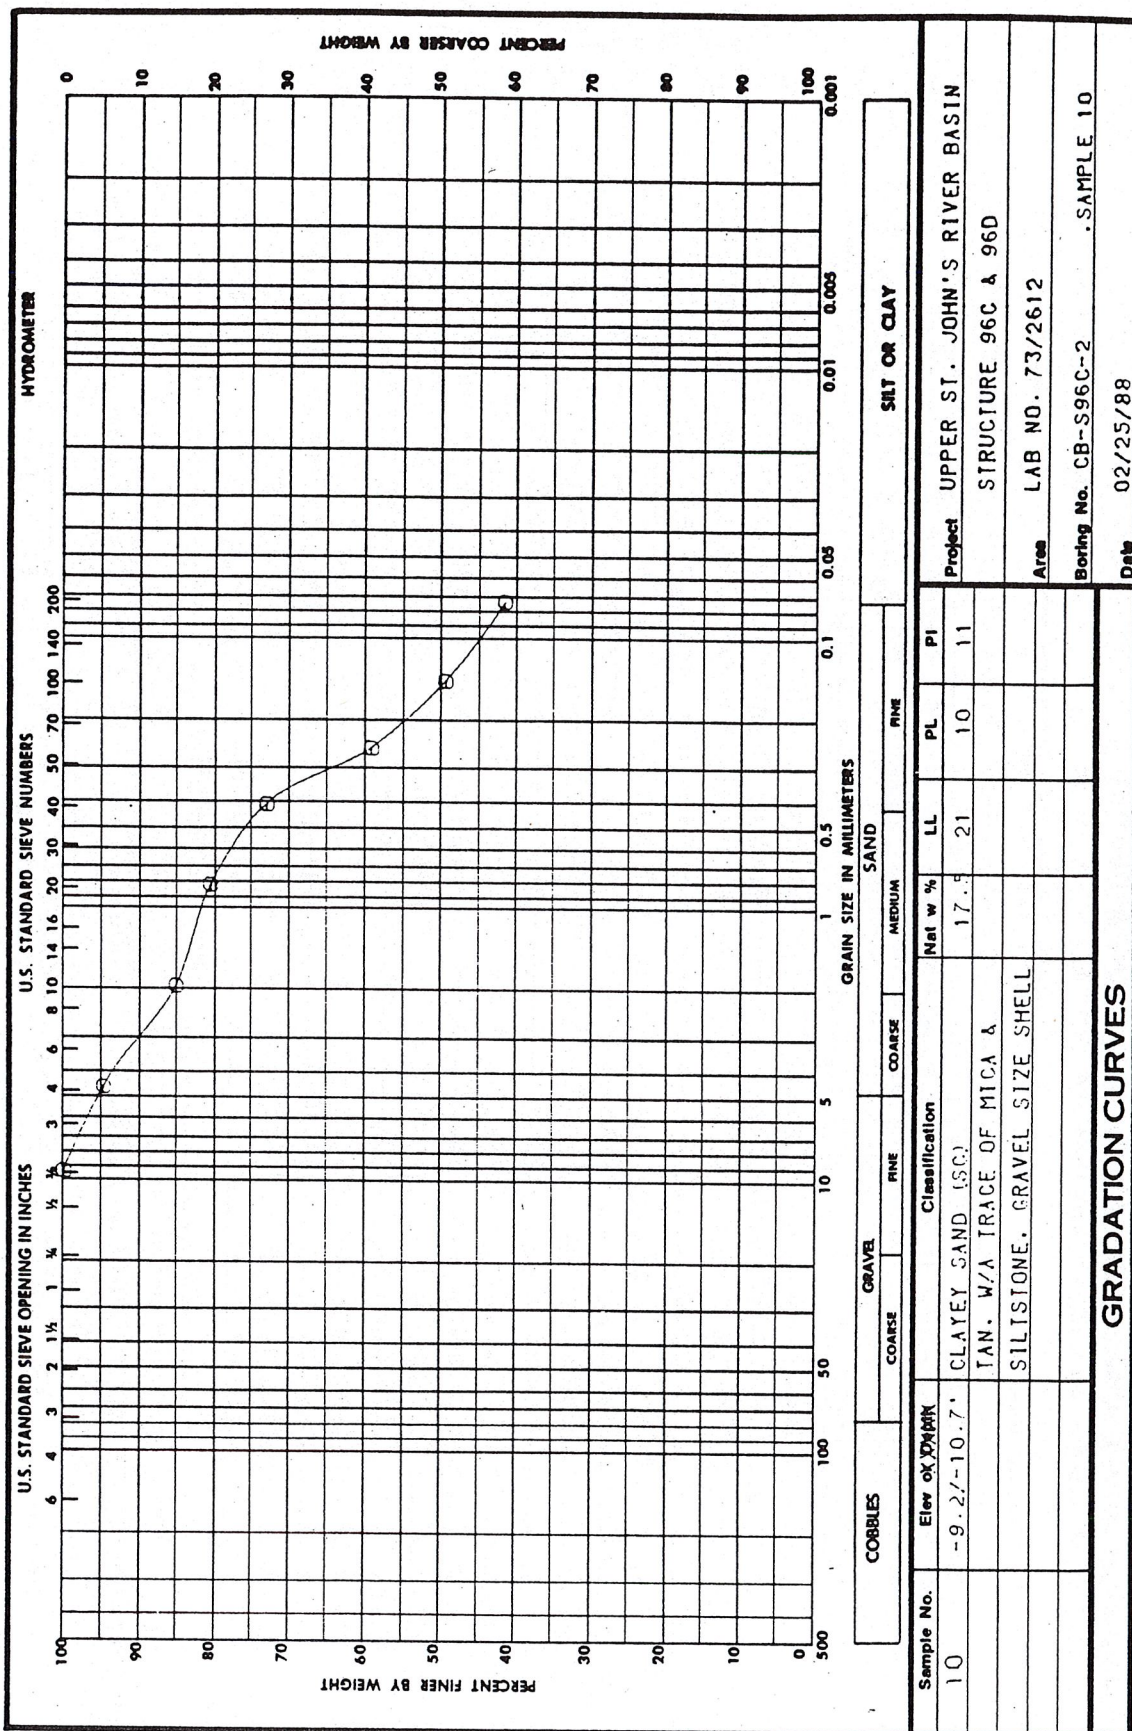 U.S. STANDARD SIEVE OPENING IN INCHES
U.S. STANDARD SIEVE NUMBERS
HYDROMETER
6 4 3 2 1½ 1 ¾ ½ ⅜ 3 4 6 8 10 14 16 20 30 40 50 70 100 140 200
PERCENT FINER BY WEIGHT
100
90
80
70
60
50
40
30
20
10
0
PERCENT COARSER BY WEIGHT
0
10
20
30
40
50
60
70
80
90
100
500 100 50 10 5 1 0.5 0.1 0.05 0.01 0.005 0.001
GRAIN SIZE IN MILLIMETERS
COBBLES
GRAVEL
COARSE
FINE
SAND
COARSE
MEDIUM
FINE
SILT OR CLAY
Sample No.
Elev or Depth
Classification
Nat w %
LL
PL
PI
10
-9.2/-10.7'
CLAYEY SAND (SC)
17.5
21
10
11
TAN, W/A TRACE OF MICA &
SILISTONE, GRAVEL SIZE SHELL
Project UPPER ST. JOHN'S RIVER BASIN
STRUCTURE 96C & 96D
Area LAB NO. 73/2612
Boring No. CB-S96C-2 .SAMPLE 10
Date 02/25/88
GRADATION CURVES